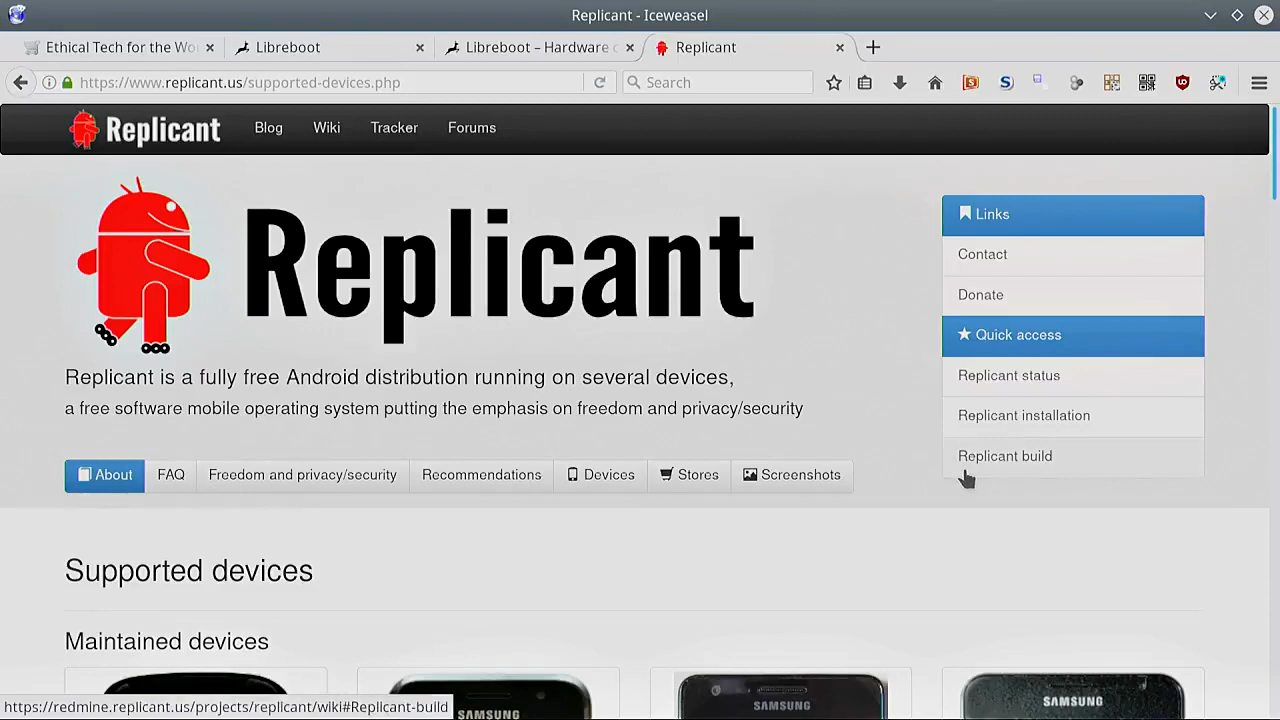 Replicant - Iceweasel
Ethical Tech for the Wo
Libreboot
Libreboot – Hardware c
Replicant
https://www.replicant.us/supported-devices.php
Search
Replicant
Blog
Wiki
Tracker
Forums
Replicant
Replicant is a fully free Android distribution running on several devices,
a free software mobile operating system putting the emphasis on freedom and privacy/security
Links
Contact
Donate
Quick access
Replicant status
Replicant installation
Replicant build
About
FAQ
Freedom and privacy/security
Recommendations
Devices
Stores
Screenshots
Supported devices
Maintained devices
SAMSUNG
SAMSUNG
SAMSUNG
https://redmine.replicant.us/projects/replicant/wiki#Replicant-build